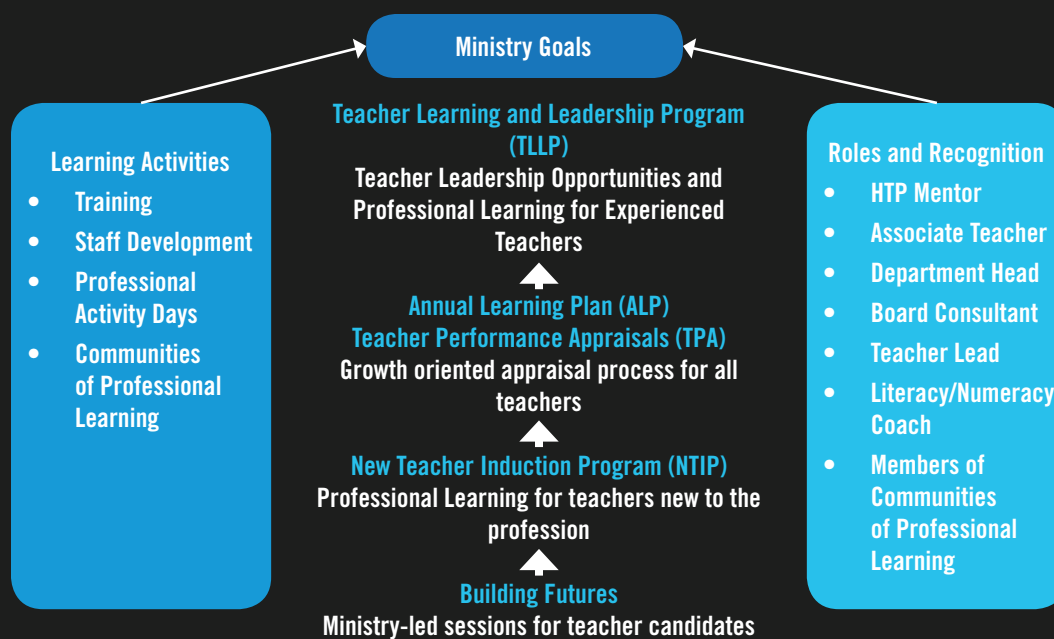 Ministry Goals
Learning Activities
• Training
• Staff Development
• Professional
Activity Days
• Communities
of Professional
Learning
Teacher Learning and Leadership Program
(TLLP)
Teacher Leadership Opportunities and
Professional Learning for Experienced
Teachers
Annual Learning Plan (ALP)
Teacher Performance Appraisals (TPA)
Growth oriented appraisal process for all
teachers
New Teacher Induction Program (NTIP)
Professional Learning for teachers new to the
profession
Building Futures
Ministry-led sessions for teacher candidates
Roles and Recognition
• HTP Mentor
• Associate Teacher
• Department Head
• Board Consultant
• Teacher Lead
• Literacy/Numeracy
Coach
• Members of
Communities
of Professional
Learning